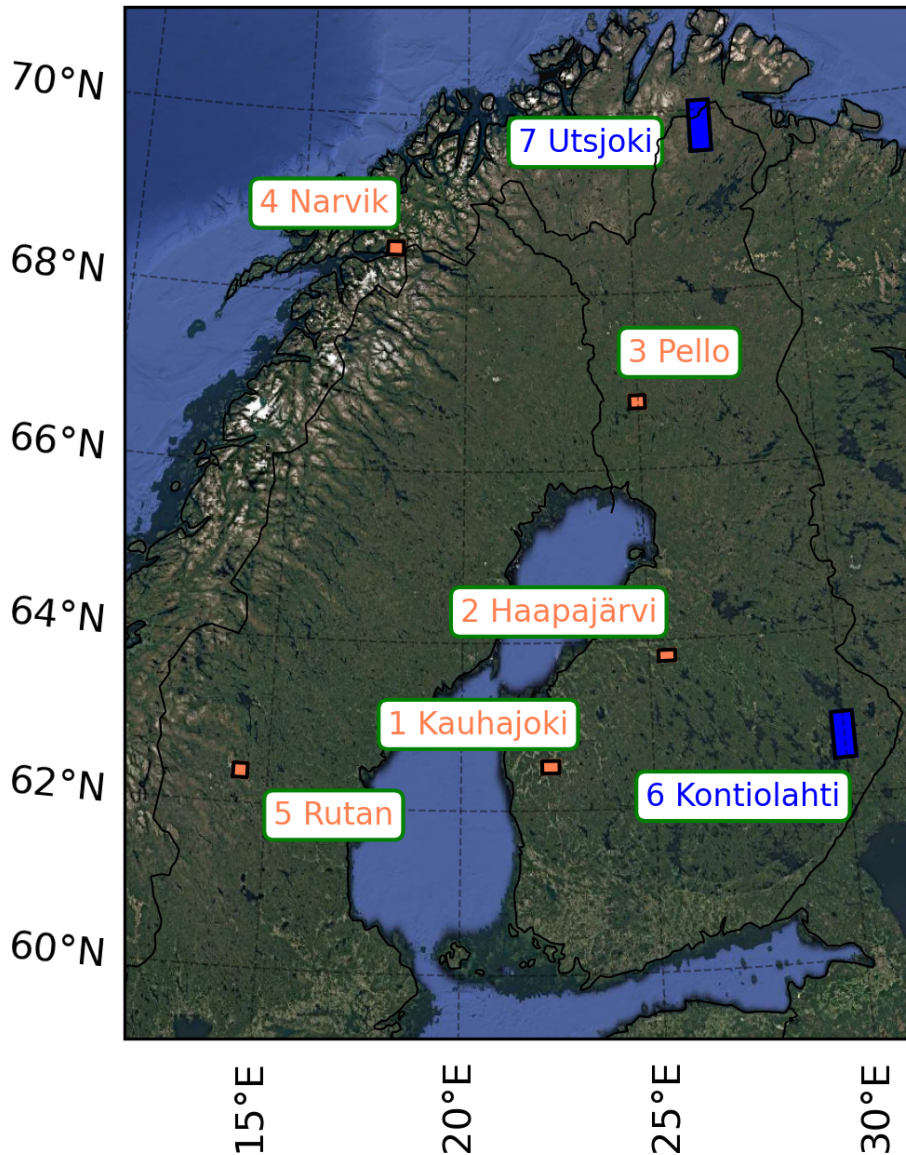 70°N
7 Utsjoki
4 Narvik
68°N
3 Pello
66°N
64°N
2 Haapajärvi
1 Kauhajoki
62°N
6 Kontiolahti
5 Rutan
60°N
15°E
20°E
25°E
30°E